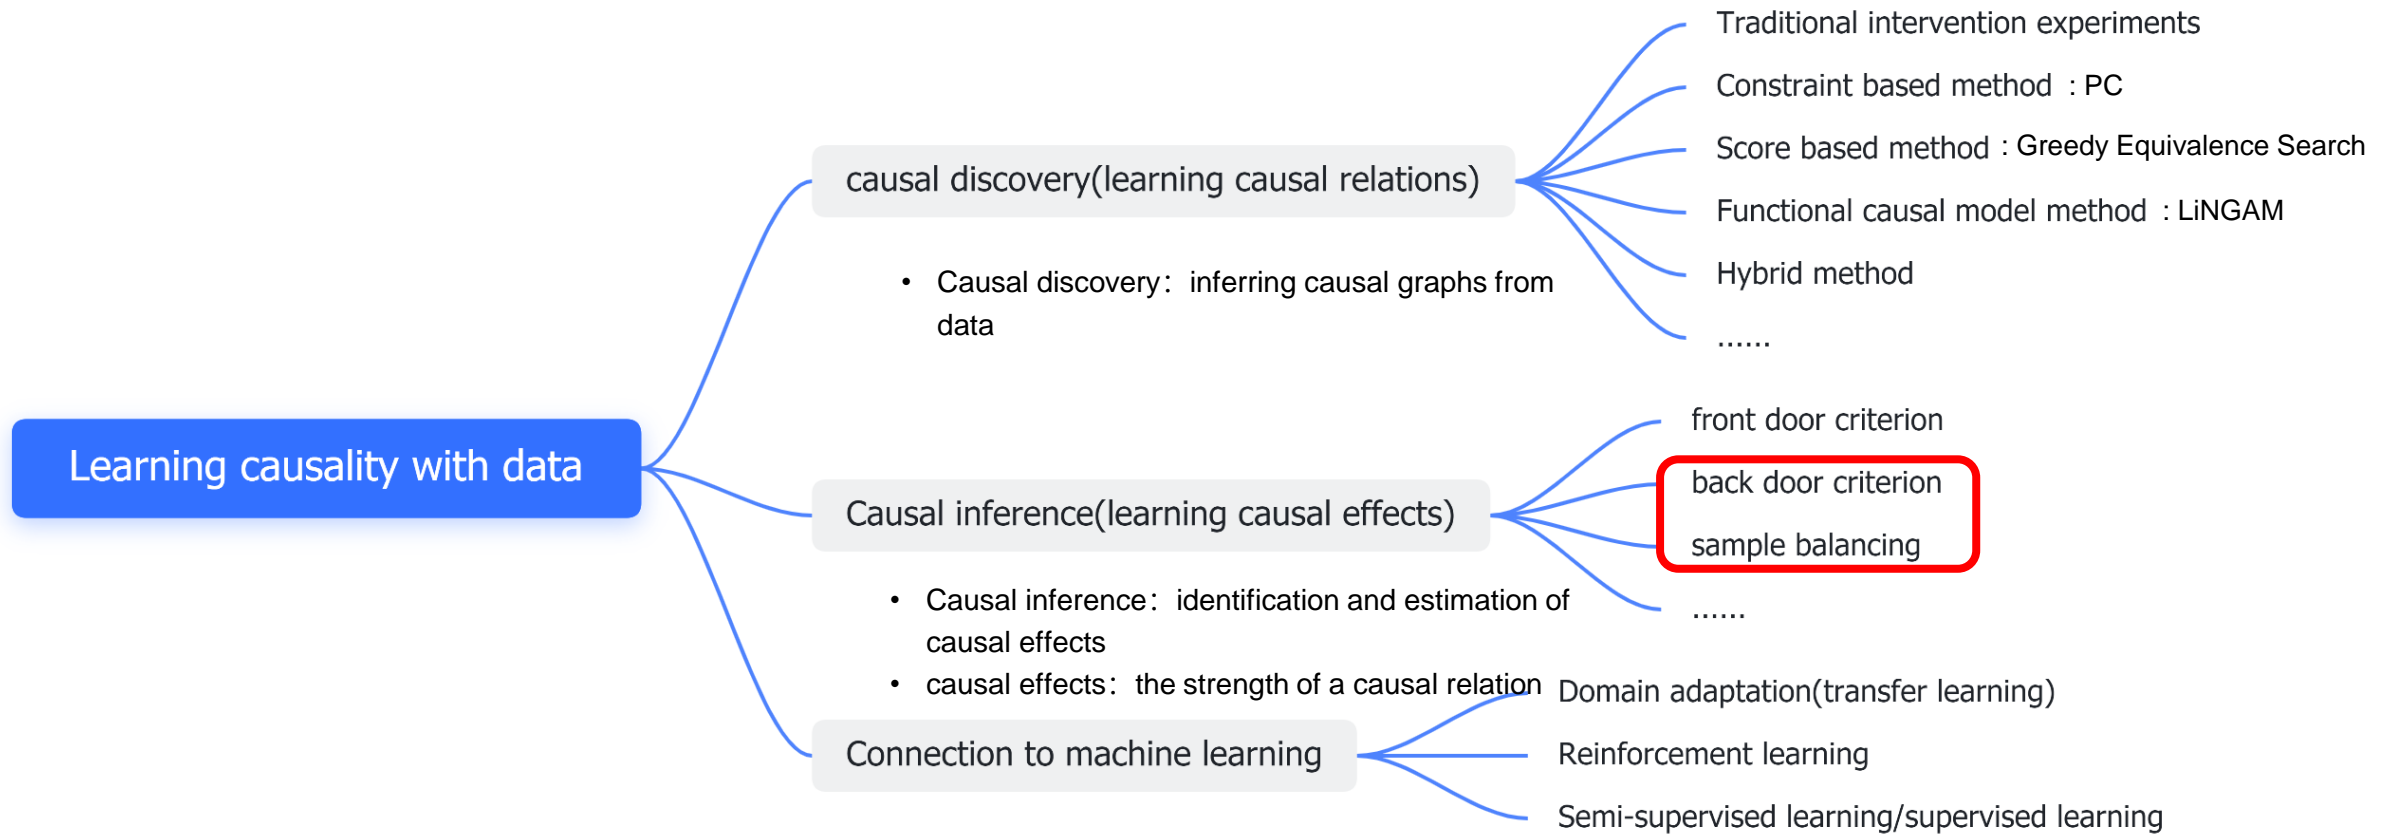 Learning causality with data
causal discovery(learning causal relations)
• Causal discovery：inferring causal graphs from
data
Traditional intervention experiments
Constraint based method : PC
Score based method : Greedy Equivalence Search
Functional causal model method : LiNGAM
Hybrid method
......
Causal inference(learning causal effects)
• Causal inference：identification and estimation of
causal effects
• causal effects：the strength of a causal relation
front door criterion
back door criterion
sample balancing
......
Connection to machine learning
Domain adaptation(transfer learning)
Reinforcement learning
Semi-supervised learning/supervised learning